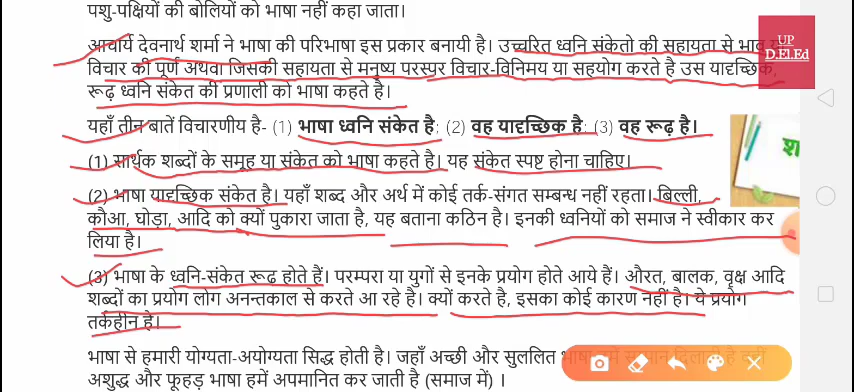 पशु-पक्षियों की बोलियों को भाषा नहीं कहा जाता।
आचार्य देवनार्थ शर्मा ने भाषा की परिभाषा इस प्रकार बनायी है। उच्चरित ध्वनि संकेतो की सहायता से भाव
UP
D.El.Ed
विचार की पूर्ण अथवा जिसकी सहायता से मनुष्य परस्पर विचार-विनिमय या सहयोग करते है उस यादृच्छिक,
रूढ़ ध्वनि संकेत की प्रणाली को भाषा कहते है।
यहाँ तीन बातें विचारणीय है- (1) भाषा ध्वनि संकेत है; (2) वह यादृच्छिक है; (3) वह रूढ़ है।
(1) सार्थक शब्दों के समूह या संकेत को भाषा कहते है। यह संकेत स्पष्ट होना चाहिए।
(2) भाषा यादृच्छिक संकेत है। यहाँ शब्द और अर्थ में कोई तर्क-संगत सम्बन्ध नहीं रहता। बिल्ली,
कौआ, घोड़ा, आदि को क्यों पुकारा जाता है, यह बताना कठिन है। इनकी ध्वनियों को समाज ने स्वीकार कर
लिया है।
(3) भाषा के ध्वनि-संकेत रूढ होते हैं। परम्परा या युगों से इनके प्रयोग होते आये हैं। औरत, बालक, वृक्ष आदि
शब्दों का प्रयोग लोग अनन्तकाल से करते आ रहे है। क्यों करते है, इसका कोई कारण नहीं है। ये प्रयोग
तर्कहीन है।
भाषा से हमारी योग्यता-अयोग्यता सिद्ध होती है। जहाँ अच्छी और सुललित
अशुद्ध और फूहड़ भाषा हमें अपमानित कर जाती है (समाज में) ।